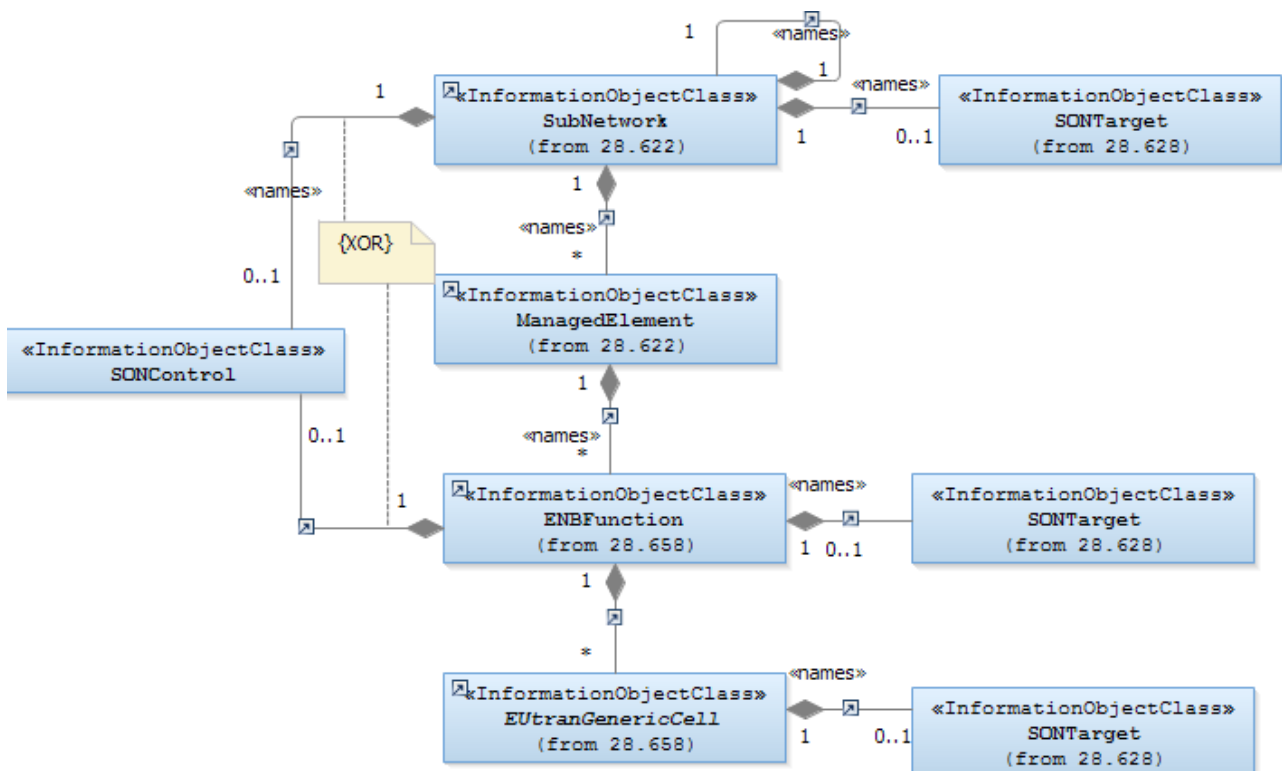 1
«names»
1
1
«InformationObjectClass»
SubNetwork
(from 28.622)
«names»
1
0..1
«InformationObjectClass»
SONTarget
(from 28.628)
«names»
1
«names»
*
{XOR}
0..1
«InformationObjectClass»
ManagedElement
(from 28.622)
«InformationObjectClass»
SONControl
1
0..1
«names»
*
1
«InformationObjectClass»
ENBFunction
(from 28.658)
«names»
1
0..1
«InformationObjectClass»
SONTarget
(from 28.628)
1
*
«InformationObjectClass»
EUtranGenericCell
(from 28.658)
«names»
1
0..1
«InformationObjectClass»
SONTarget
(from 28.628)